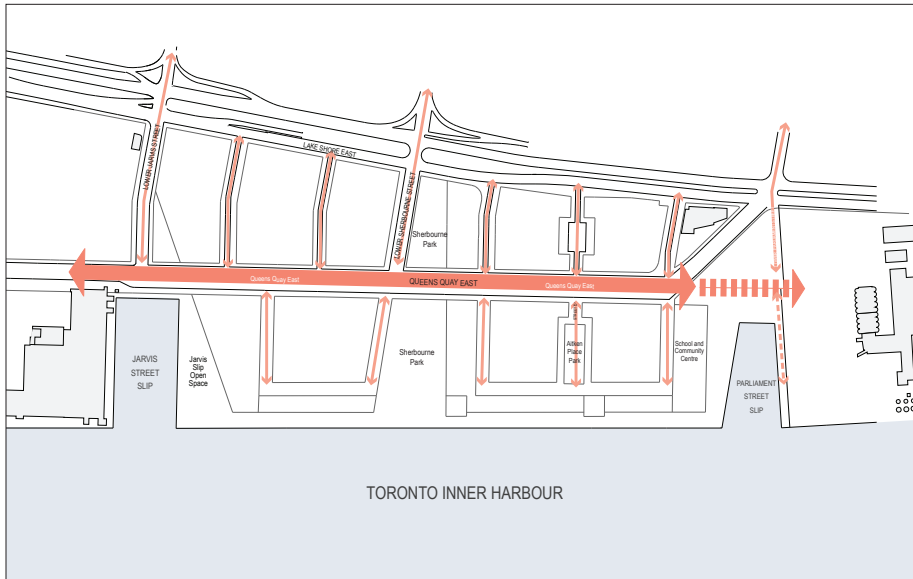 LAKE SHORE EAST
LOWER JARVIS STREET
LOWER SHERBOURNE STREET
Sherbourne
Park
Queens Quay East
QUEENS QUAY EAST
Queens Quay East
JARVIS
STREET
SLIP
Jarvis
Slip
Open
Space
Sherbourne
Park
Aitken
Place
Park
School and
Community
Centre
PARLIAMENT
STREET
SLIP
TORONTO INNER HARBOUR